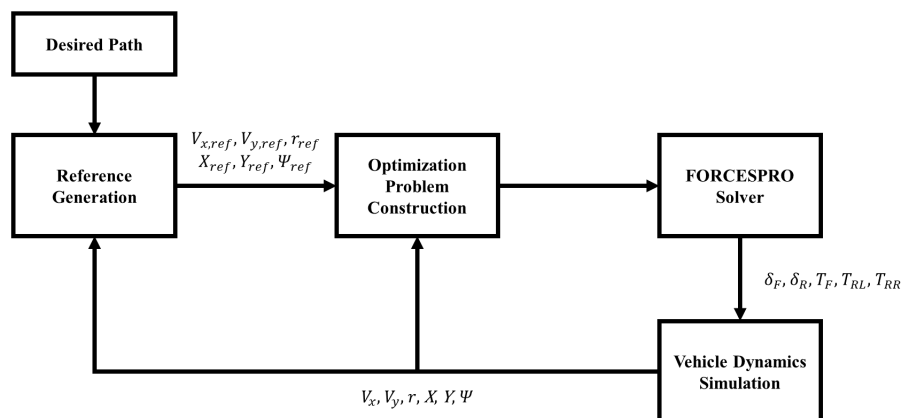 Desired Path
Reference
Generation
V_{x,ref}, V_{y,ref}, r_{ref}
X_{ref}, Y_{ref}, Ψ_{ref}
Optimization
Problem
Construction
FORCESPRO
Solver
δ_F, δ_R, T_F, T_{RL}, T_{RR}
Vehicle Dynamics
Simulation
V_x, V_y, r, X, Y, Ψ